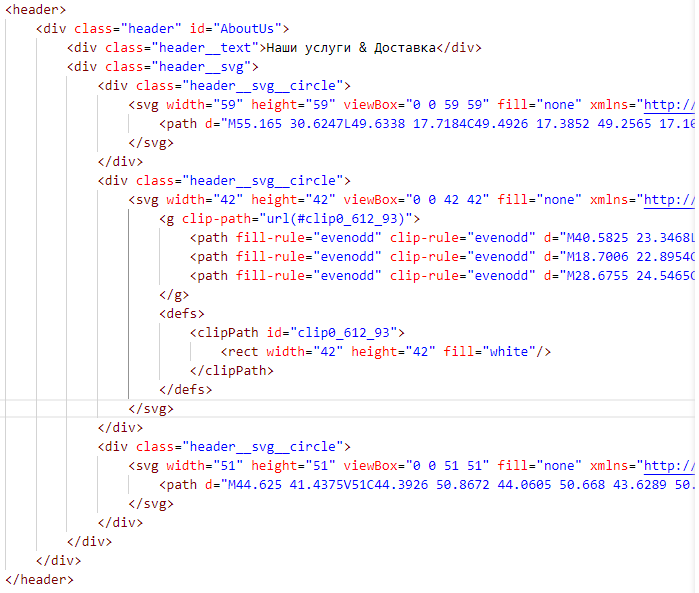 <header>
<div class="header" id="AboutUs">
<div class="header__text">Наши услуги & Доставка</div>
<div class="header__svg">
<div class="header__svg__circle">
<svg width="59" height="59" viewBox="0 0 59 59" fill="none" xmlns="http:/
<path d="M55.165 30.6247L49.6338 17.7184C49.4926 17.3852 49.2565 17.10
</svg>
</div>
<div class="header__svg__circle">
<svg width="42" height="42" viewBox="0 0 42 42" fill="none" xmlns="http:/
<g clip-path="url(#clip0_612_93)">
<path fill-rule="evenodd" clip-rule="evenodd" d="M40.5825 23.3468L
<path fill-rule="evenodd" clip-rule="evenodd" d="M18.7006 22.8954C
<path fill-rule="evenodd" clip-rule="evenodd" d="M28.6755 24.5465C
</g>
<defs>
<clipPath id="clip0_612_93">
<rect width="42" height="42" fill="white"/>
</clipPath>
</defs>
</svg>
</div>
<div class="header__svg__circle">
<svg width="51" height="51" viewBox="0 0 51 51" fill="none" xmlns="http:/
<path d="M44.625 41.4375V51C44.3926 50.8672 44.0605 50.668 43.6289 50.
</svg>
</div>
</div>
</div>
</header>